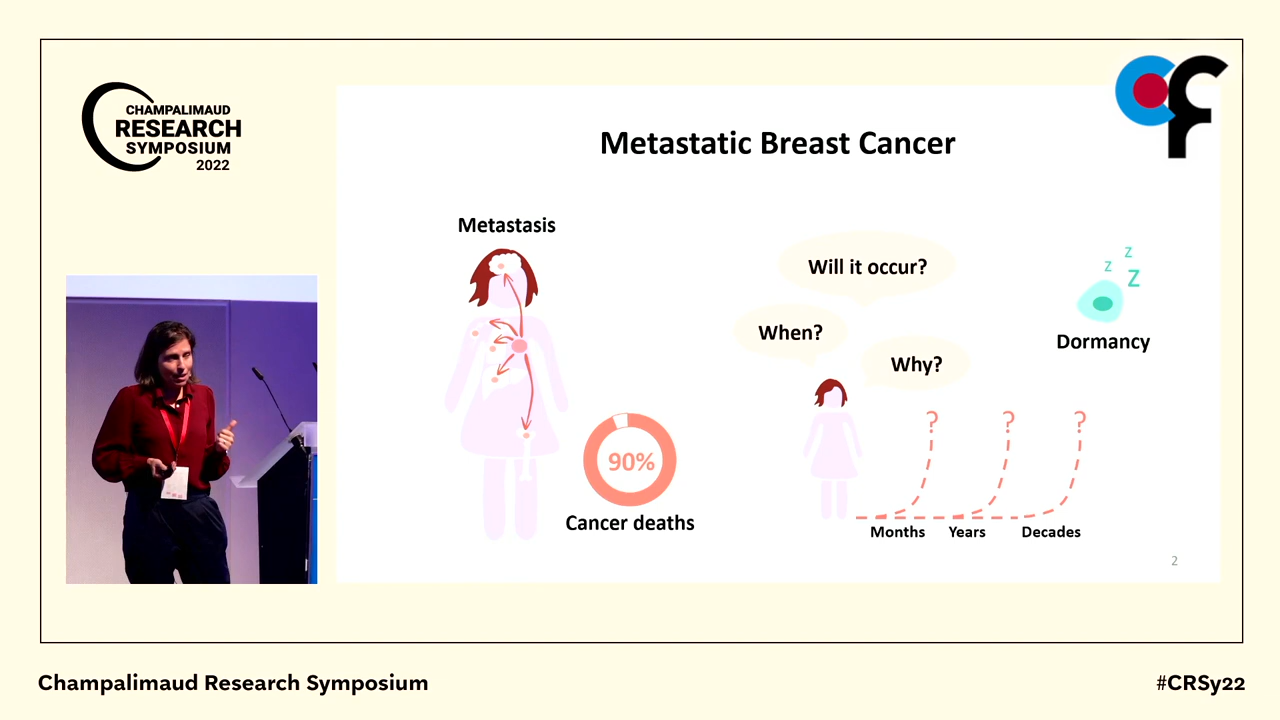 CHAMPALIMAUD
RESEARCH
SYMPOSIUM
2022
cf
Metastatic Breast Cancer
Metastasis
90%
Cancer deaths
Will it occur?
When?
Why?
? ? ?
Months Years Decades
z
z
z
Dormancy
2
Champalimaud Research Symposium
#CRSy22